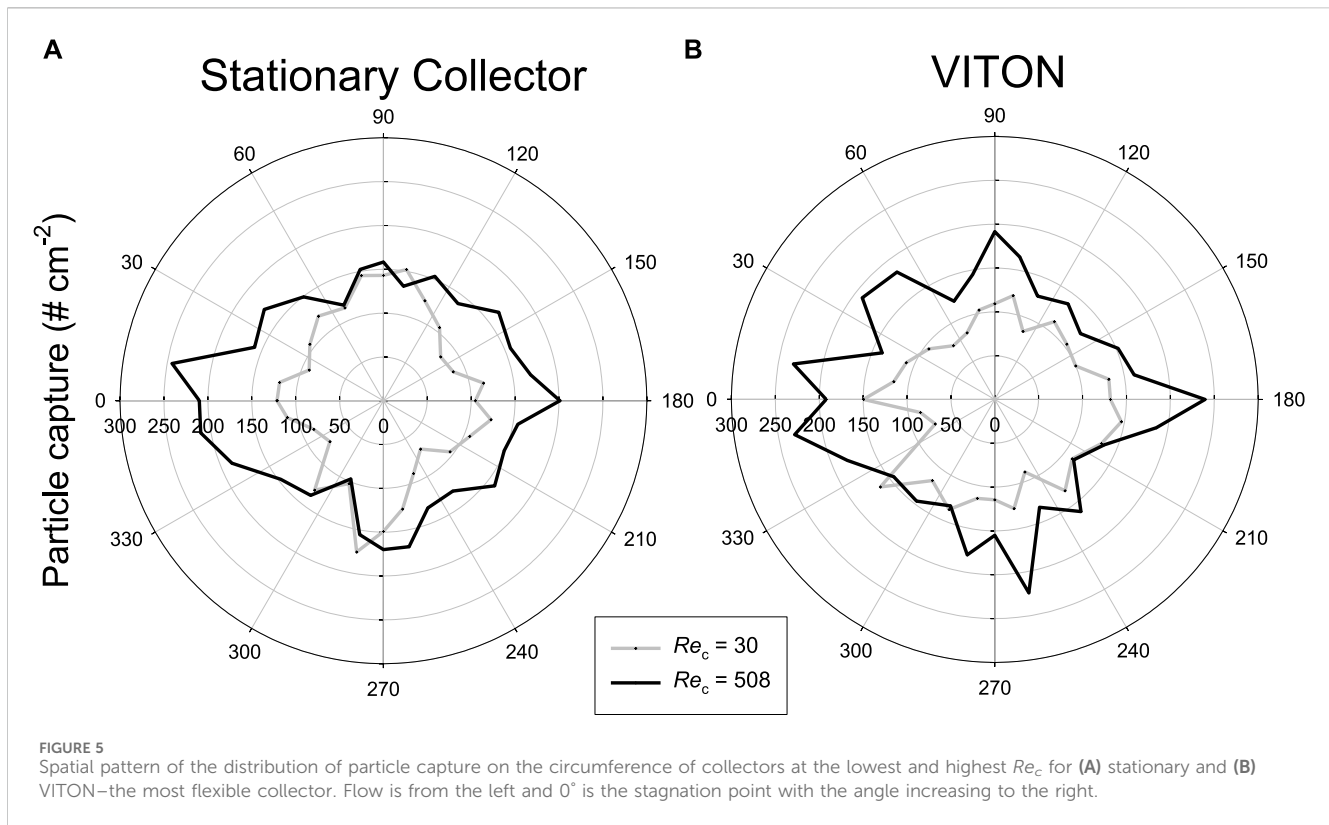 A
Stationary Collector
90
60
120
30
150
0
180
300 250 200 150 100 50 0
330
210
300
240
270
Particle capture (# cm-2)
B
VITON
90
60
120
30
150
0
180
300 250 200 150 100 50 0
330
210
300
240
270
Rec = 30
Rec = 508
FIGURE 5
Spatial pattern of the distribution of particle capture on the circumference of collectors at the lowest and highest Rec for (A) stationary and (B)
VITON–the most flexible collector. Flow is from the left and 0° is the stagnation point with the angle increasing to the right.